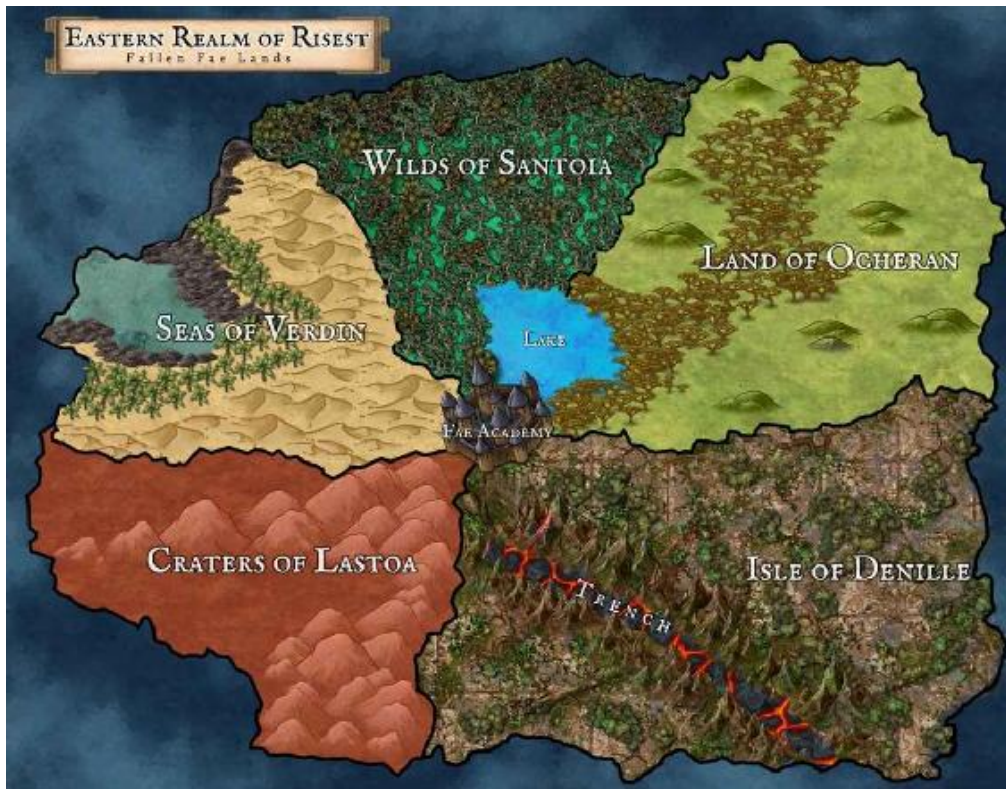 Eastern Realm of Risest
Fallen Fae Lands
Wilds of Santoia
Land of Ogheran
Seas of Verdin
Lake
Fae Academy
Craters of Lastoa
Isle of Denille
Trench